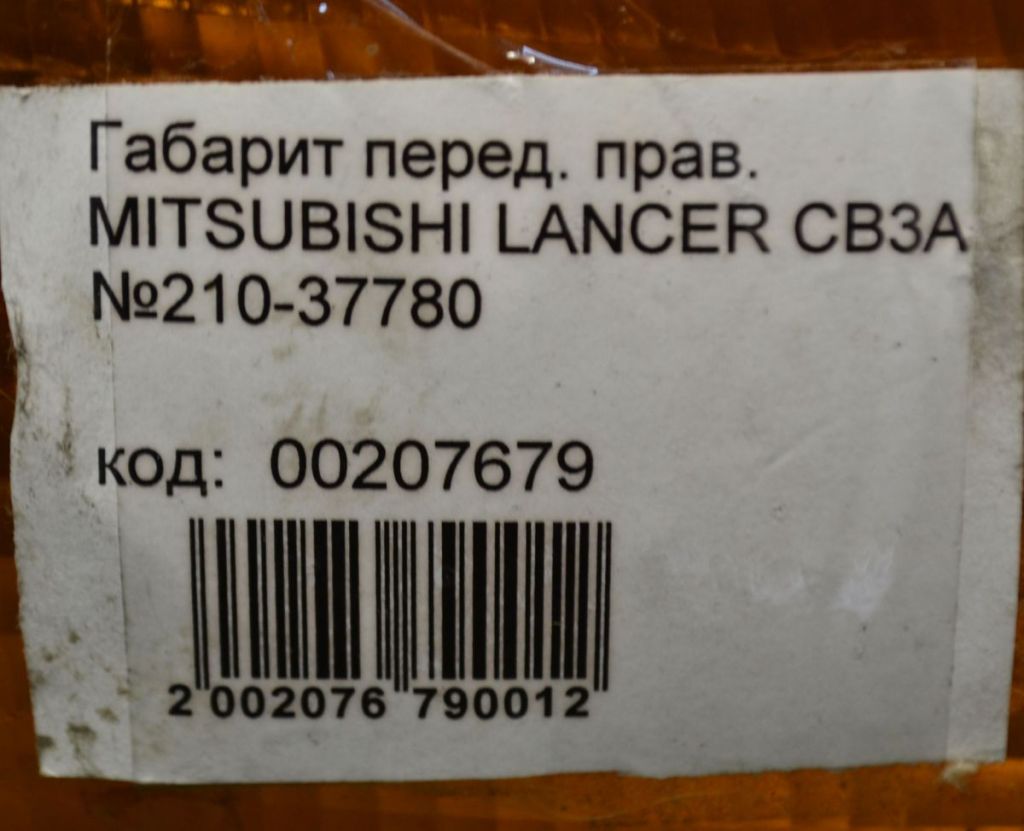 Габарит перед. прав.
MITSUBISHI LANCER CB3A
№210-37780
код: 00207679
2 002076 790012